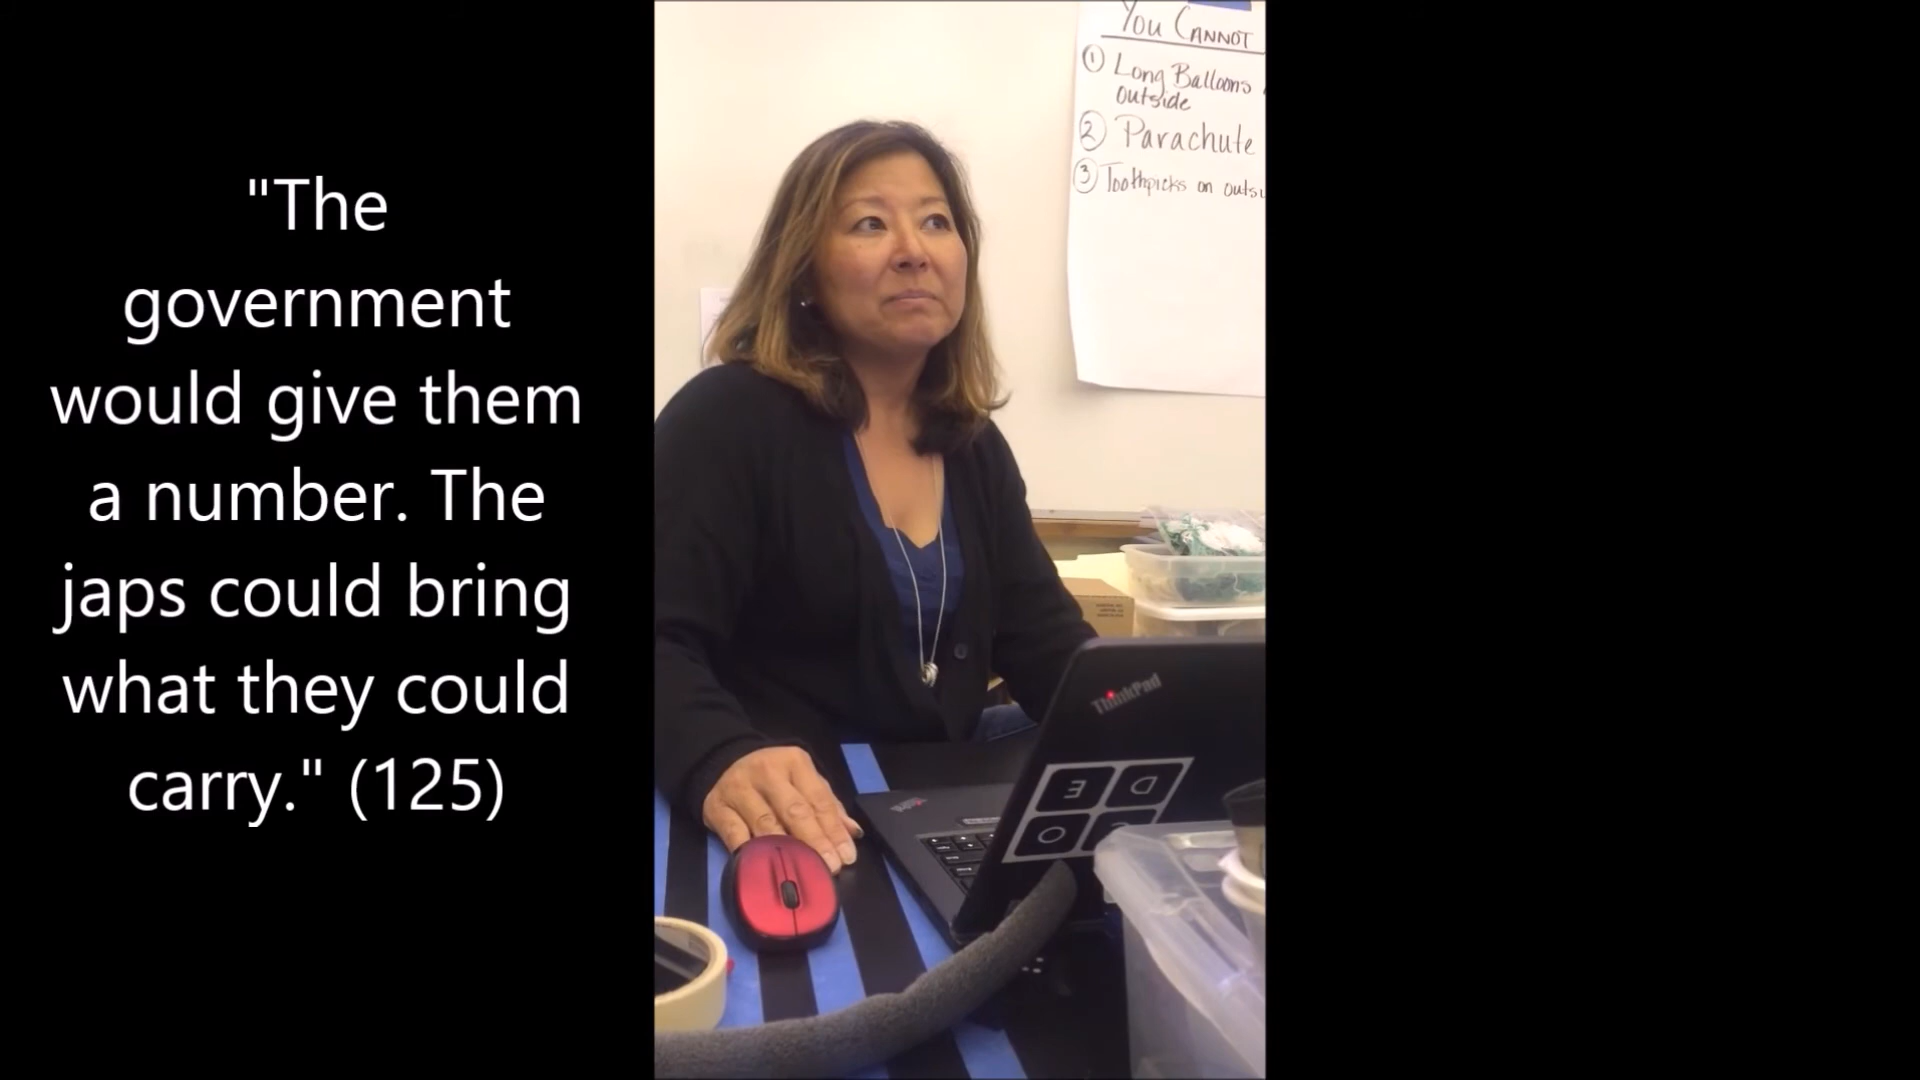 "The
government
would give them
a number. The
japs could bring
what they could
carry." (125)
You Cannot
① Long Balloons
outside
② Parachute
③ Toothpicks on
ThinkPad